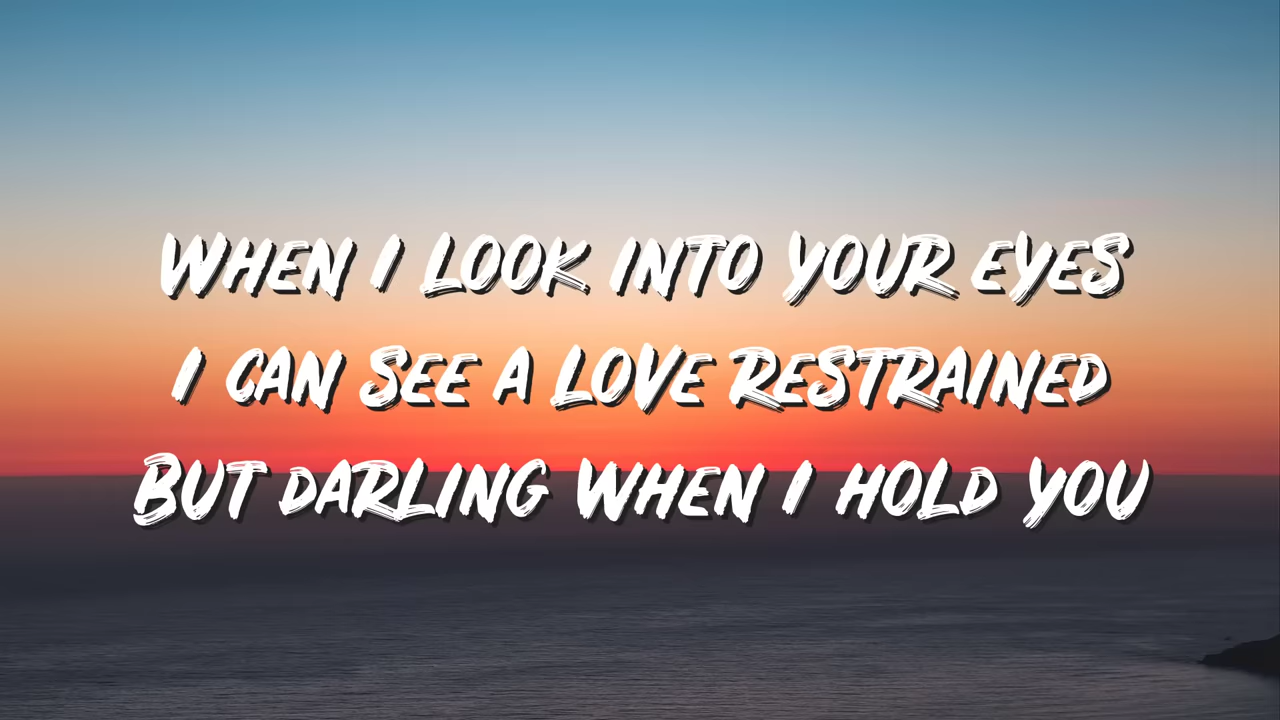 WHEN I LOOK INTO YOUR EYES
I CAN SEE A LOVE RESTRAINED
BUT DARLING WHEN I HOLD YOU